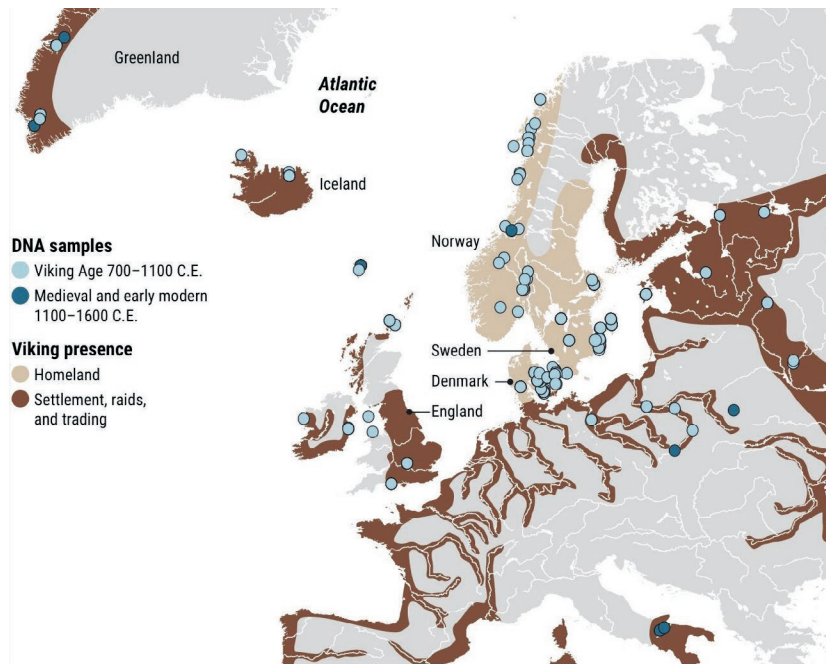 Greenland
Atlantic
Ocean
Iceland
DNA samples
Viking Age 700–1100 C.E.
Medieval and early modern
1100–1600 C.E.
Viking presence
Homeland
Settlement, raids,
and trading
Norway
Sweden
Denmark
England